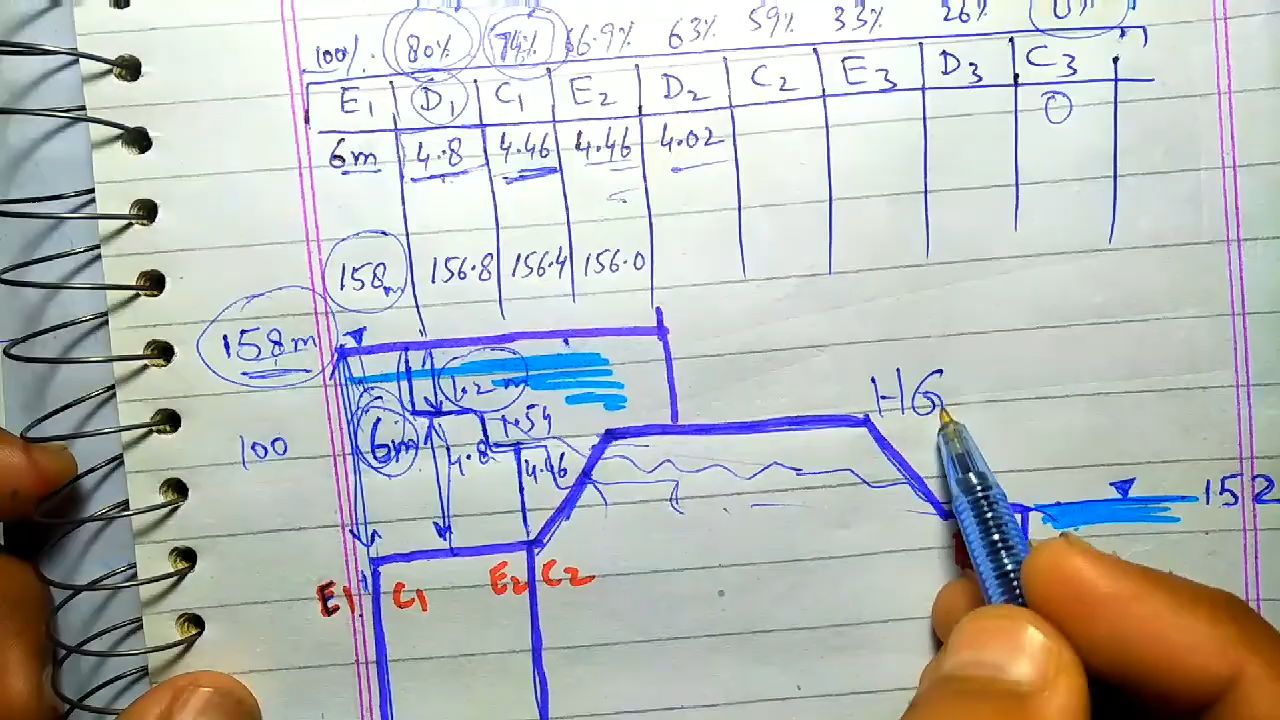 100% 80% 74% 66.9% 63% 59% 33% 26% 0%
E1 D1 C1 E2 D2 C2 E3 D3 C3
6m 4.8 4.46 4.46 4.02 0
158m 156.8 156.4 156.0
158m
1.2m
HG
6m 4.8 1.54
100
4.46
152
E1 C1 E2 C2